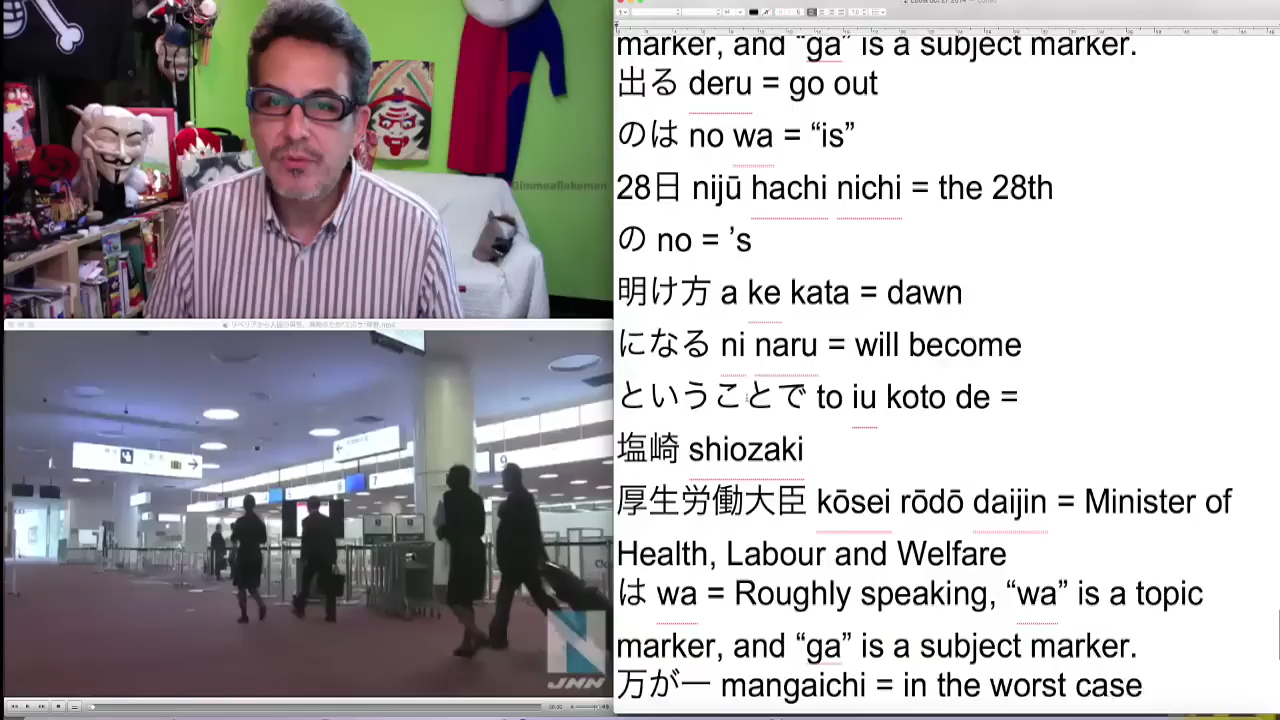 marker, and “ga” is a subject marker.
出る deru = go out
のは no wa = “is”
28日 nijū hachi nichi = the 28th
の no = ’s
明け方 a ke kata = dawn
になる ni naru = will become
ということで to iu koto de =
塩崎 shiozaki
厚生労働大臣 kōsei rōdō daijin = Minister of
Health, Labour and Welfare
は wa = Roughly speaking, “wa” is a topic
marker, and “ga” is a subject marker.
万が一 mangaichi = in the worst case
Gimmeaflakeman
7
9
N
JNN